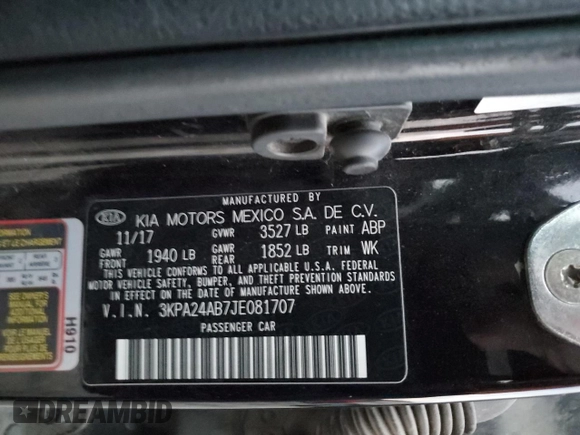 MANUFACTURED BY
KIA KIA MOTORS MEXICO S.A. DE C.V.
11/17 GVWR 3527 LB PAINT ABP
GAWR FRONT 1940 LB GAWR REAR 1852 LB TRIM WK
THIS VEHICLE CONFORMS TO ALL APPLICABLE U.S.A. FEDERAL
MOTOR VEHICLE SAFETY, BUMPER, AND THEFT PREVENTION STANDARDS
IN EFFECT ON THE DATE OF MANUFACTURE SHOWN ABOVE.
V.I.N. 3KPA24AB7JE081707
PASSENGER CAR
H910
DREAMBID